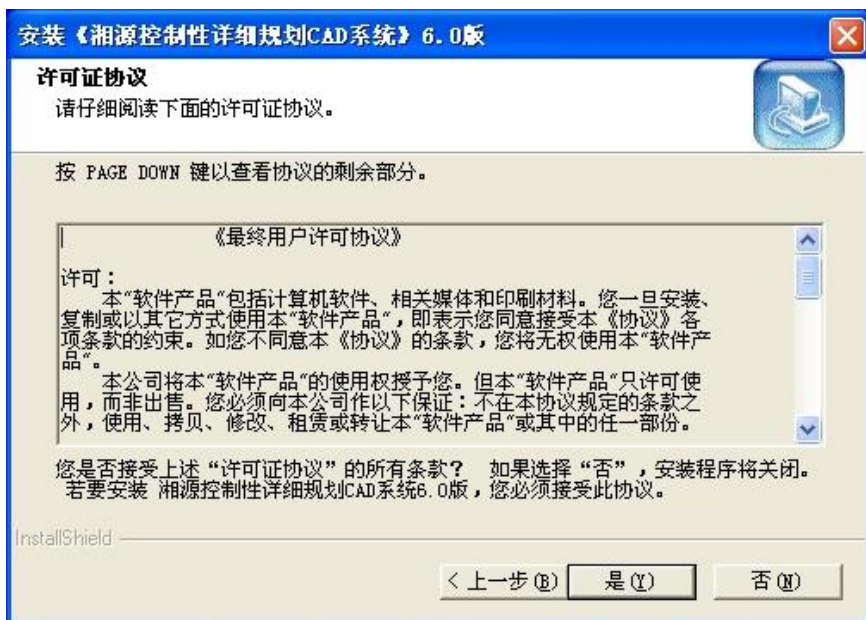 安装《湘源控制性详细规划CAD系统》6.0版
许可证协议
请仔细阅读下面的许可证协议。
按 PAGE DOWN 键以查看协议的剩余部分。
《最终用户许可协议》
许可：
本“软件产品“包括计算机软件、相关媒体和印刷材料。您一旦安装、
复制或以其它方式使用本“软件产品“，即表示您同意接受本《协议》各
项条款的约束。如您不同意本《协议》的条款，您将无权使用本“软件产
品“。
本公司将本“软件产品“的使用权授予您。但本“软件产品“只许可使
用，而非出售。您必须向本公司作以下保证：不在本协议规定的条款之
外，使用、拷贝、修改、租赁或转让本“软件产品“或其中的任一部份。
您是否接受上述“许可证协议”的所有条款？ 如果选择“否”，安装程序将关闭。
若要安装 湘源控制性详细规划CAD系统6.0版，您必须接受此协议。
InstallShield
< 上一步(B) 是(Y) 否(N)